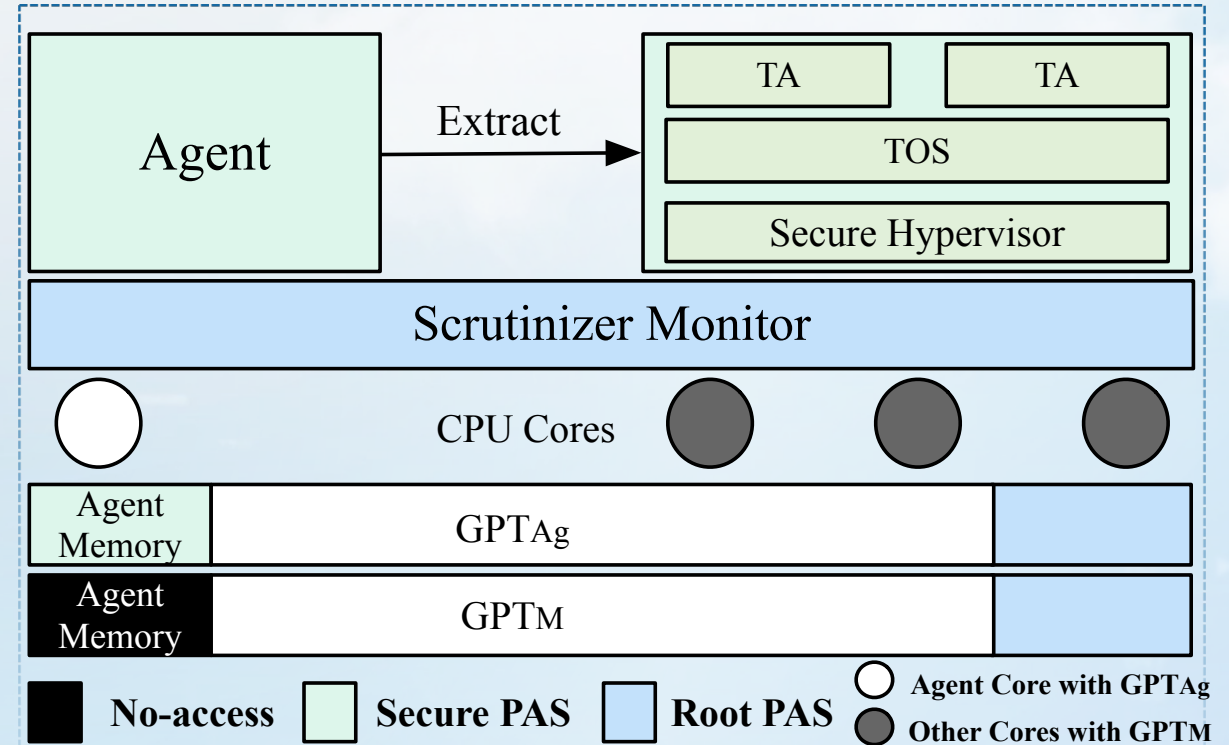 TA
TA
Extract
Agent
TOS
Secure Hypervisor
Scrutinizer Monitor
CPU Cores
Agent
Memory
GPTAg
Agent
Memory
GPTM
No-access
Secure PAS
Root PAS
Agent Core with GPTAg
Other Cores with GPTM